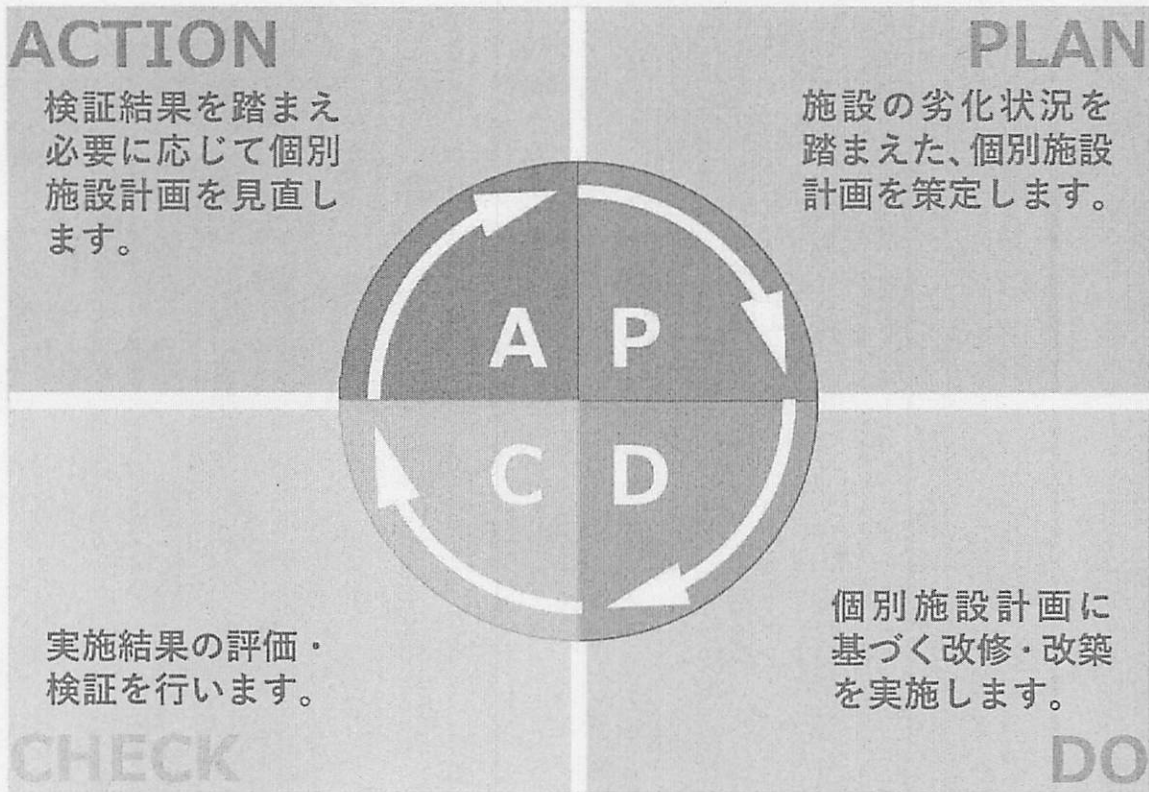 ACTION
検証結果を踏まえ
必要に応じて個別
施設計画を見直し
ます。
PLAN
施設の劣化状況を
踏まえた、個別施設
計画を策定します。
A
P
C
D
実施結果の評価・
検証を行います。
CHECK
個別施設計画に
基づく改修・改築
を実施します。
DO